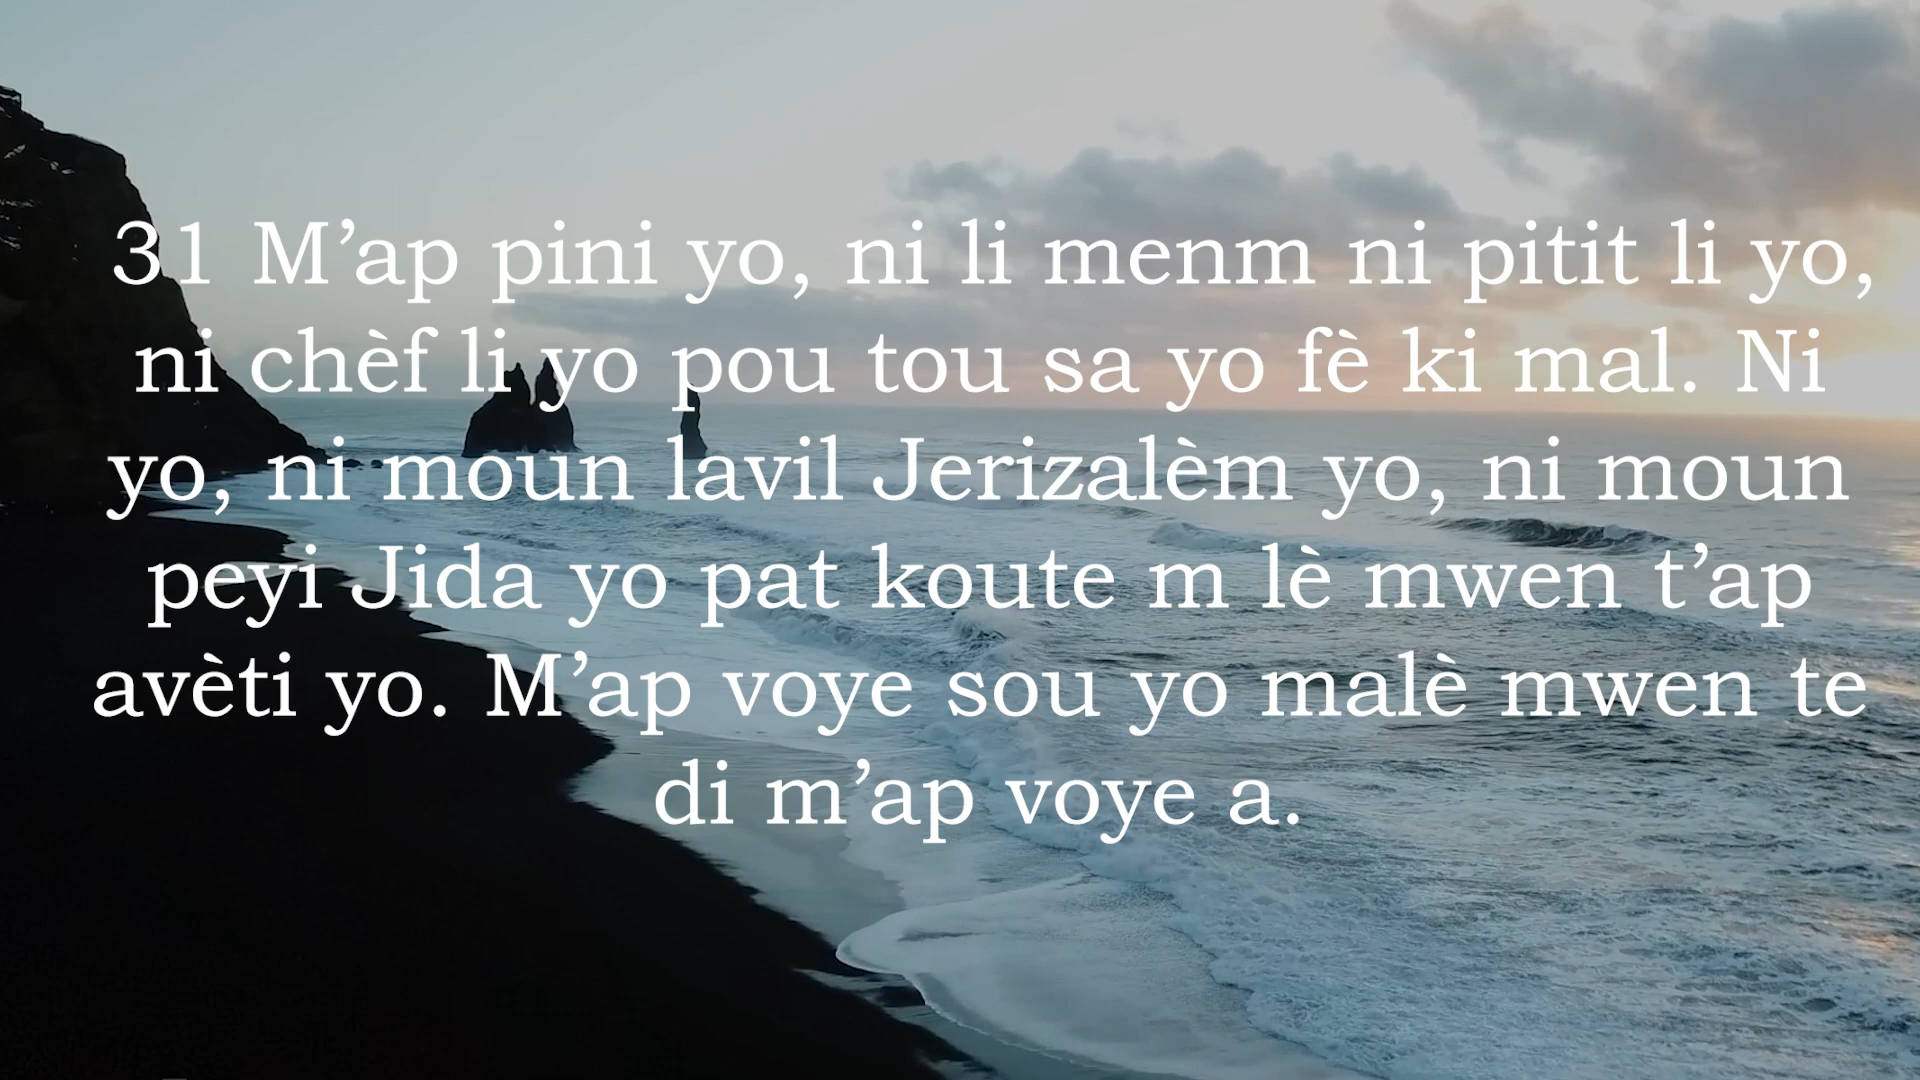 31 M’ap pini yo, ni li menm ni pitit li yo,
ni chèf li yo pou tou sa yo fè ki mal. Ni
yo, ni moun lavil Jerizalèm yo, ni moun
peyi Jida yo pat koute m lè mwen t’ap
avèti yo. M’ap voye sou yo malè mwen te
di m’ap voye a.